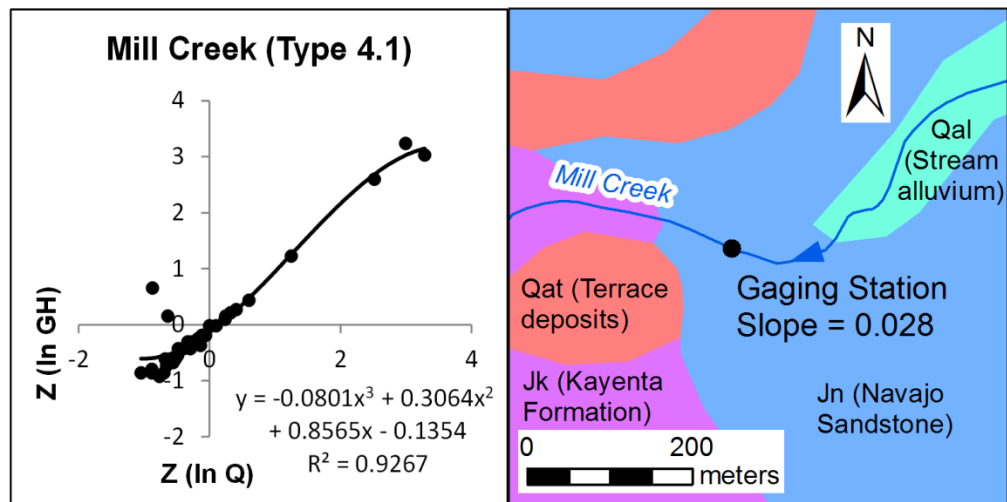 Mill Creek (Type 4.1)
4
3
2
1
0
-1
-2
-2
0
2
4
Z (ln GH)
Z (ln Q)
y = -0.0801x³ + 0.3064x²
+ 0.8565x - 0.1354
R² = 0.9267
N
Qal
(Stream
alluvium)
Mill Creek
Gaging Station
Slope = 0.028
Qat (Terrace
deposits)
Jk (Kayenta
Formation)
Jn (Navajo
Sandstone)
0 200
meters